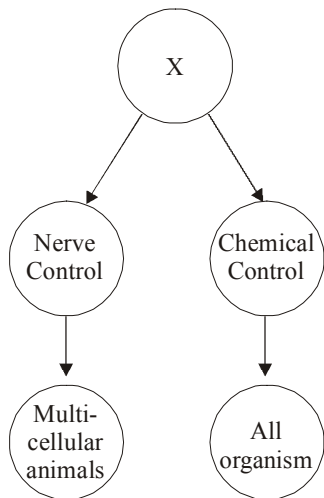 X
Nerve
Control
Chemical
Control
Multi-
cellular
animals
All
organism